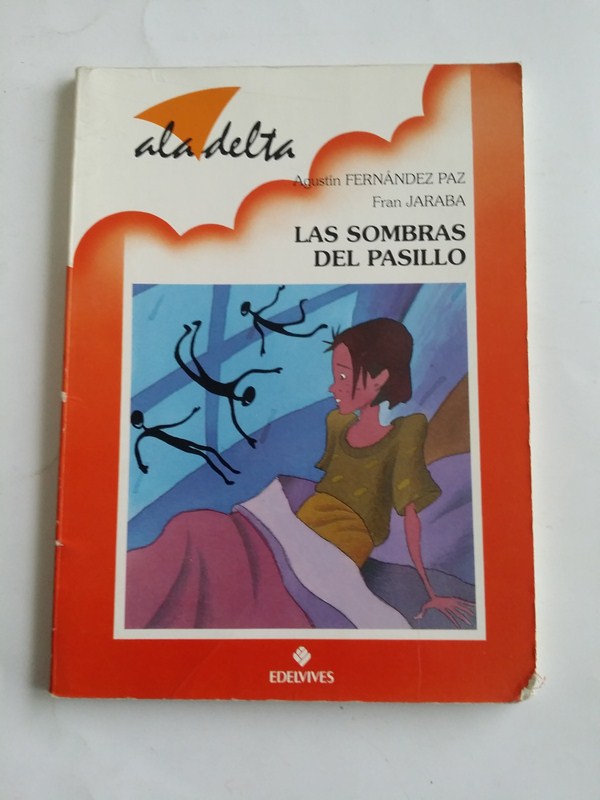 ala delta
Agustín FERNÁNDEZ PAZ
Fran JARABA
LAS SOMBRAS
DEL PASILLO
EDELVIVES